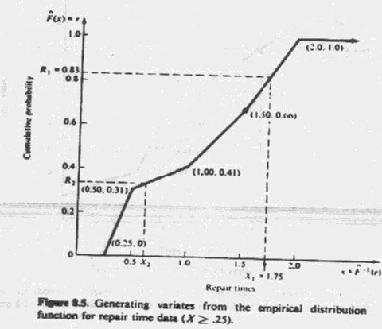 F̂(x) = r
1.0
(2.0, 1.0)
R₁ = 0.83
0.8
Cumulative probability
0.6
(1.50, 0.66)
0.4
(1.00, 0.41)
R₂
(0.50, 0.31)
0.2
(0.25, 0)
0
0.5 X₂ 1.0 1.5 2.0
X₁ = 1.75
Repair times
Figure 8.5. Generating variates from the empirical distribution
function for repair time data (X ≥ .25).